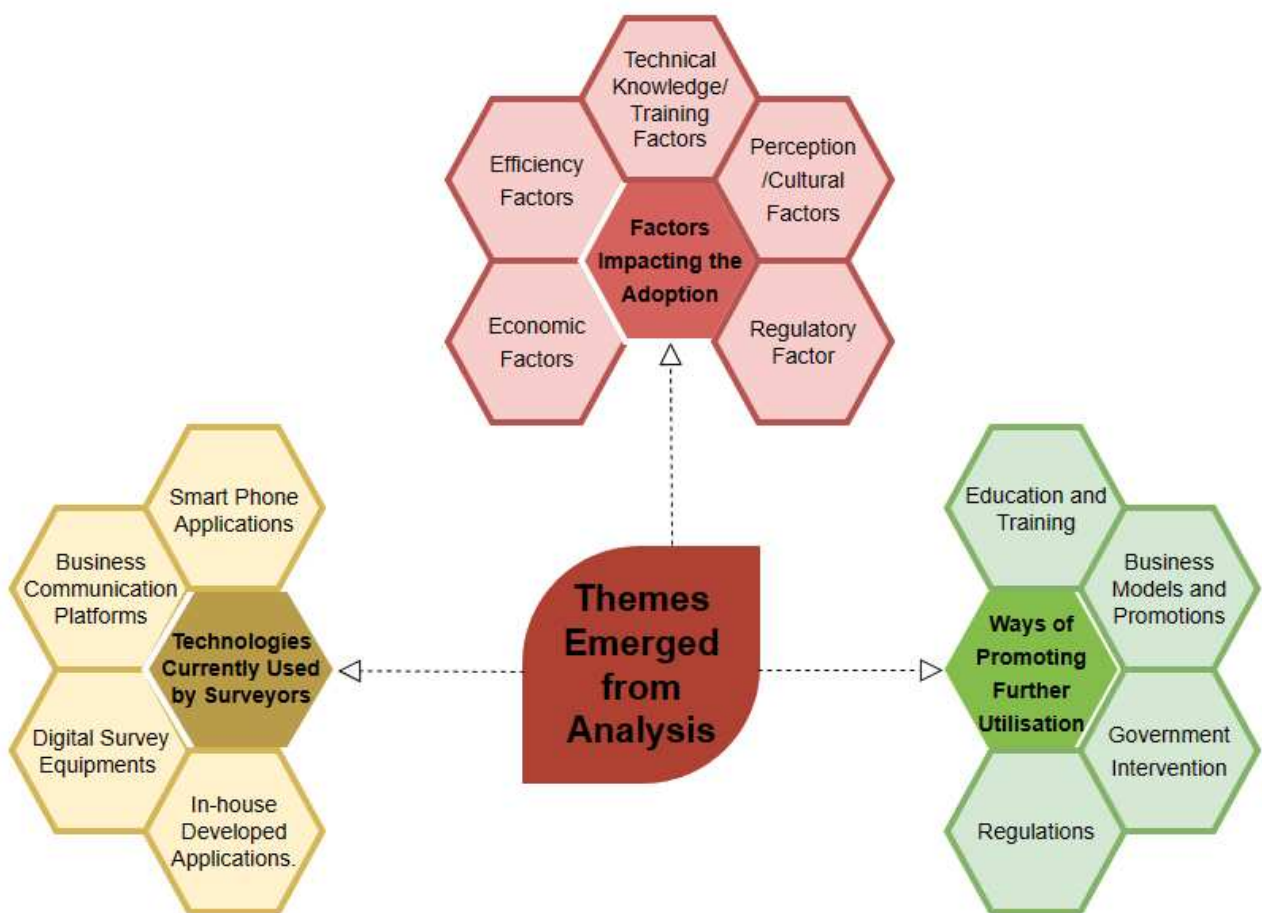 Technical
Knowledge/
Training
Factors
Efficiency
Factors
Perception
/Cultural
Factors
Factors
Impacting the
Adoption
Economic
Factors
Regulatory
Factor
Smart Phone
Applications
Business
Communication
Platforms
Technologies
Currently Used
by Surveyors
Digital Survey
Equipments
In-house
Developed
Applications.
Themes
Emerged
from
Analysis
Education and
Training
Business
Models and
Promotions
Ways of
Promoting
Further
Utilisation
Government
Intervention
Regulations